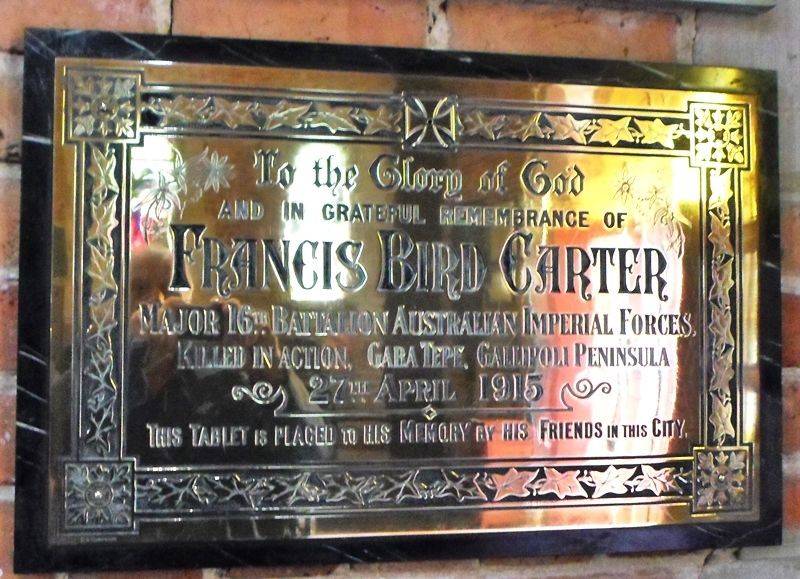 To the Glory of God
AND IN GRATEFUL REMEMBRANCE OF
FRANCIS BIRD CARTER
MAJOR 16TH BATTALION AUSTRALIAN IMPERIAL FORCES.
KILLED IN ACTION, GABA TEPE, GALLIPOLI PENINSULA
27TH APRIL 1915
THIS TABLET IS PLACED TO HIS MEMORY BY HIS FRIENDS IN THIS CITY.